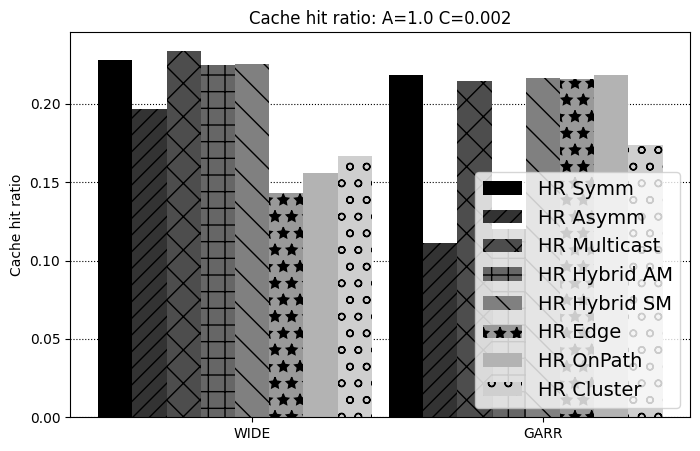 Cache hit ratio: A=1.0 C=0.002
Cache hit ratio
0.20
0.15
0.10
0.05
0.00
WIDE
GARR
HR Symm
HR Asymm
HR Multicast
HR Hybrid AM
HR Hybrid SM
HR Edge
HR OnPath
HR Cluster